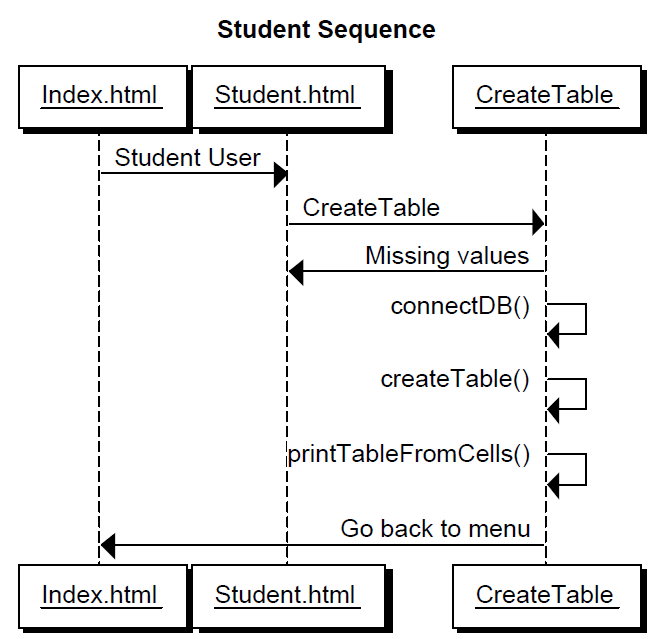 Student Sequence
Index.html
Student.html
CreateTable
Student User
CreateTable
Missing values
connectDB()
createTable()
printTableFromCells()
Go back to menu
Index.html
Student.html
CreateTable